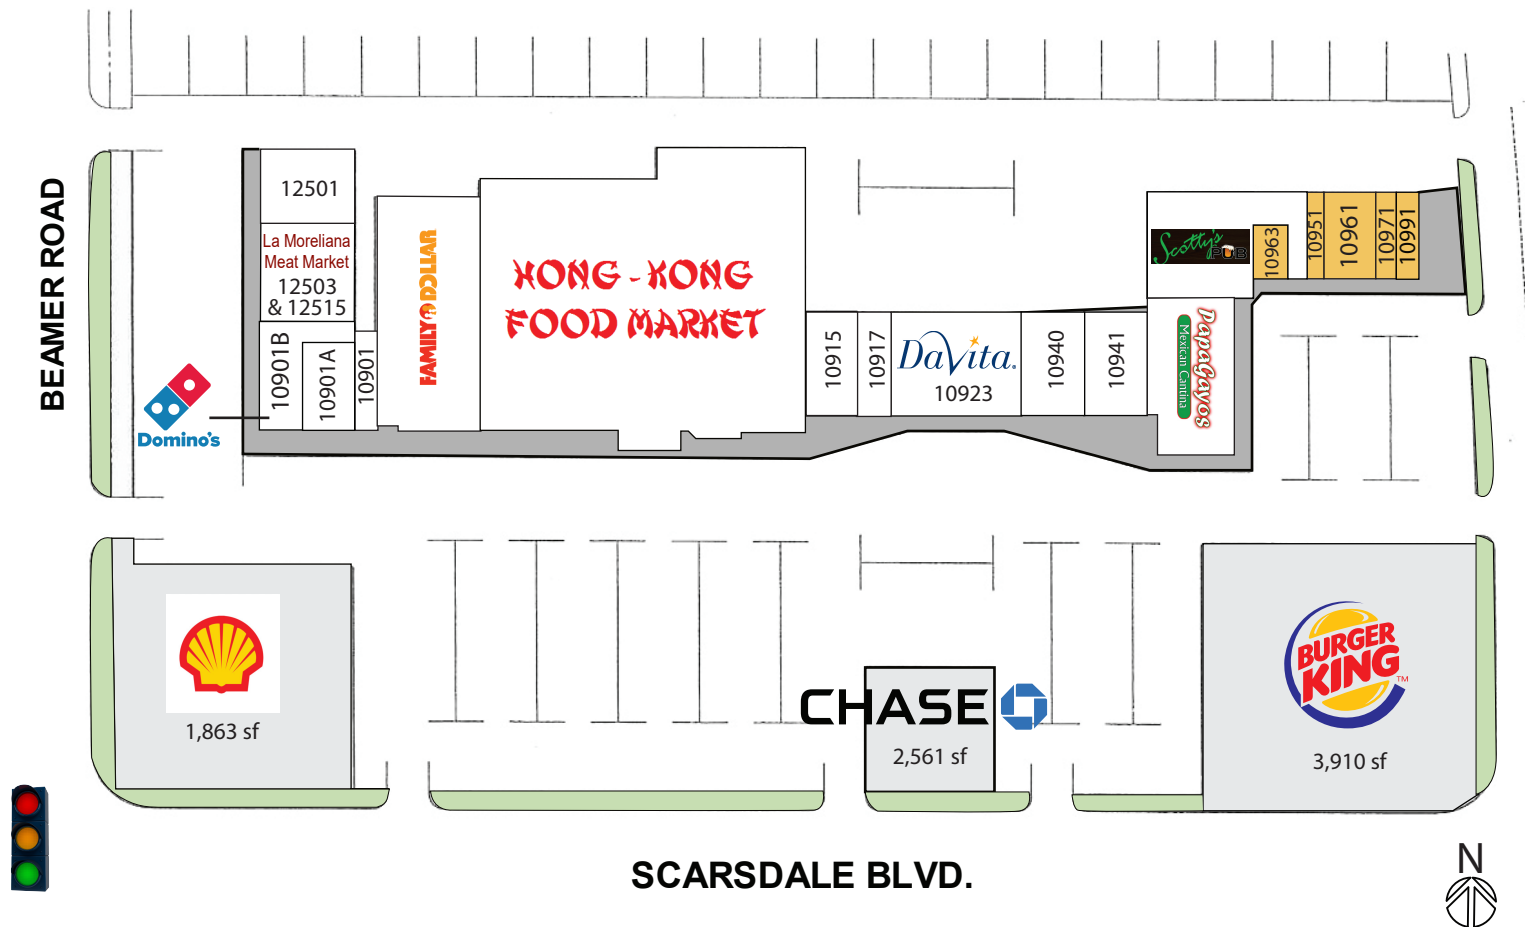 BEAMER ROAD
12501
La Moreliana
Meat Market
12503
& 12515
10901B
10901A
10901
Domino's
FAMILY DOLLAR
HONG - KONG
FOOD MARKET
10915
10917
DaVita.
10923
10940
10941
Scotty's
PUB
Papagayos
Mexican Cantina
10963
10951
10961
10971
10991
1,863 sf
CHASE
2,561 sf
BURGER
KING
TM
3,910 sf
SCARSDALE BLVD.
N